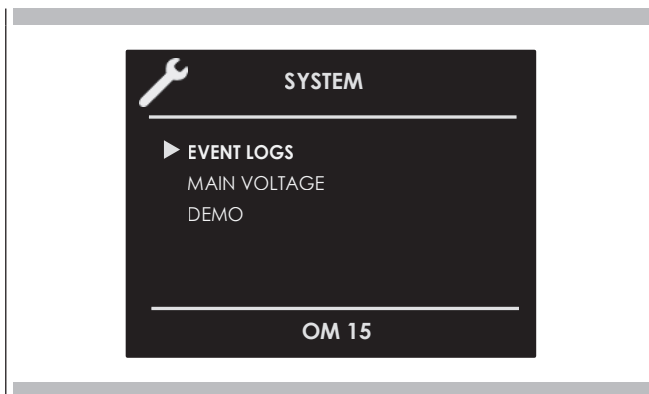 SYSTEM
EVENT LOGS
MAIN VOLTAGE
DEMO
OM 15